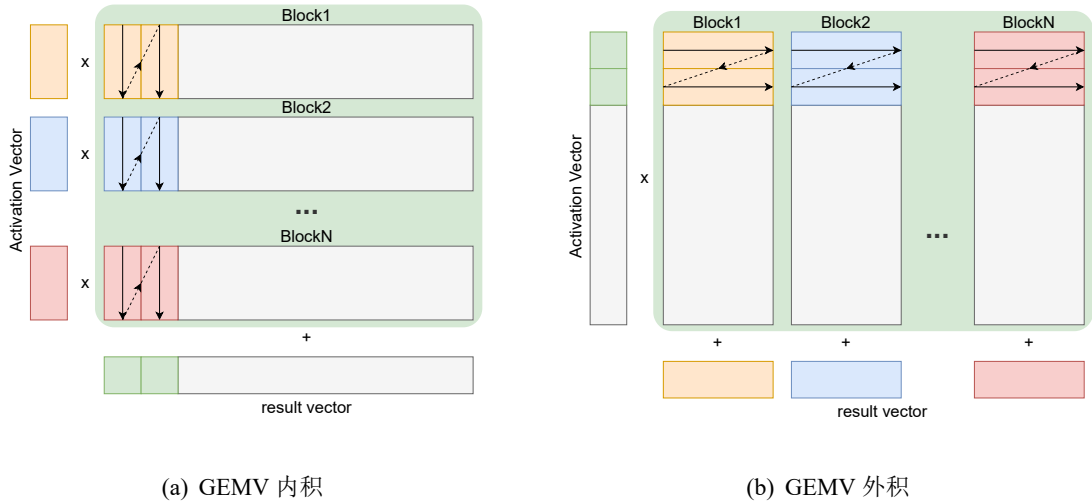 Block1
x
Block2
x
...
BlockN
x
Activation Vector
+
result vector
(a) GEMV 内积
Block1
Block2
BlockN
Activation Vector
x
...
+
+
+
result vector
(b) GEMV 外积